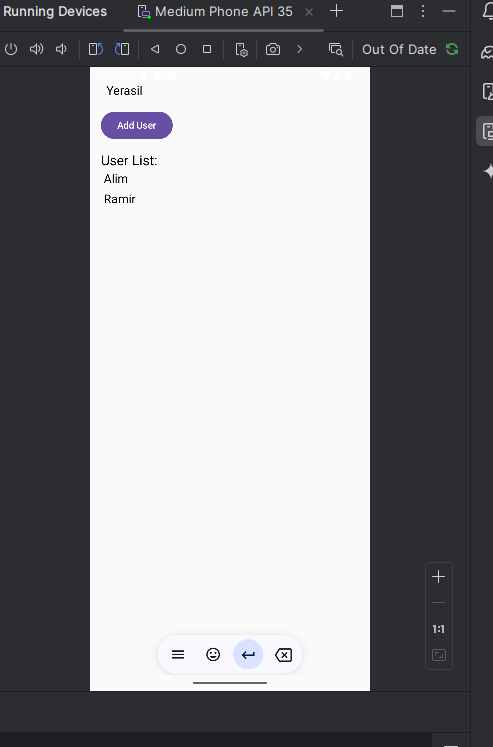 Running Devices
Medium Phone API 35
Out Of Date
Yerasil
Add User
User List:
Alim
Ramir
1:1